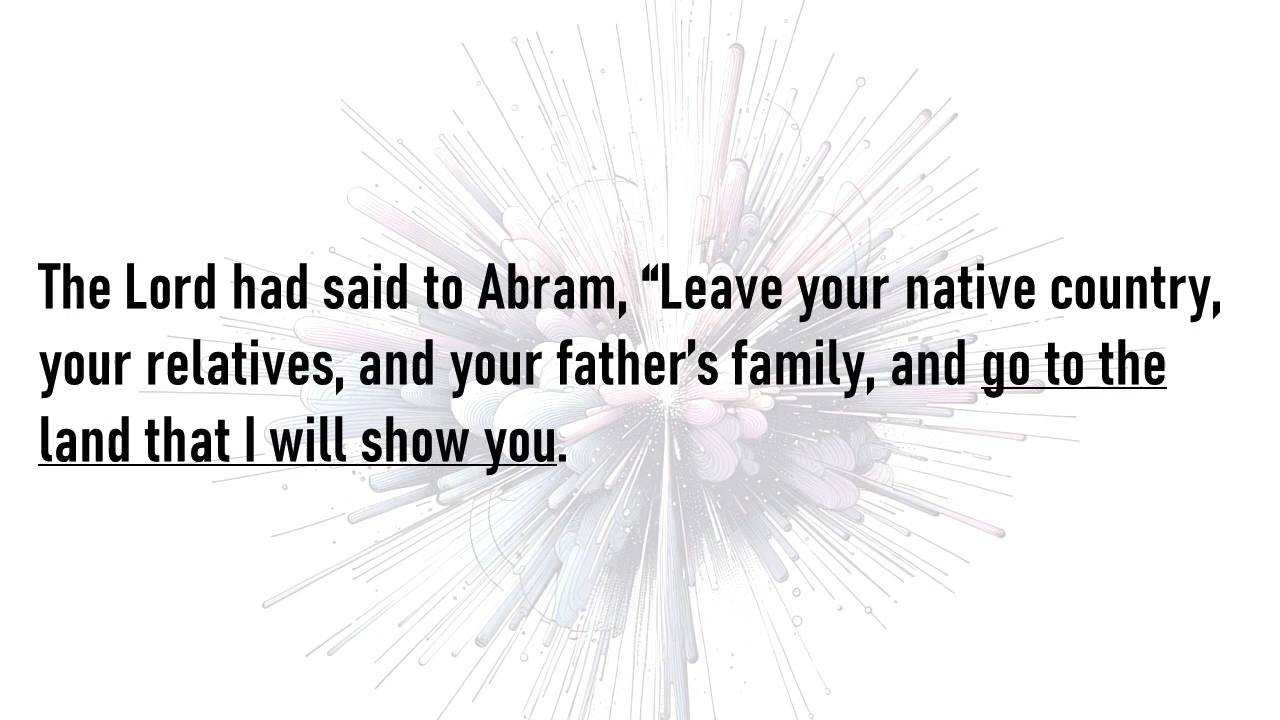 The Lord had said to Abram, “Leave your native country,
your relatives, and your father’s family, and go to the
land that I will show you.